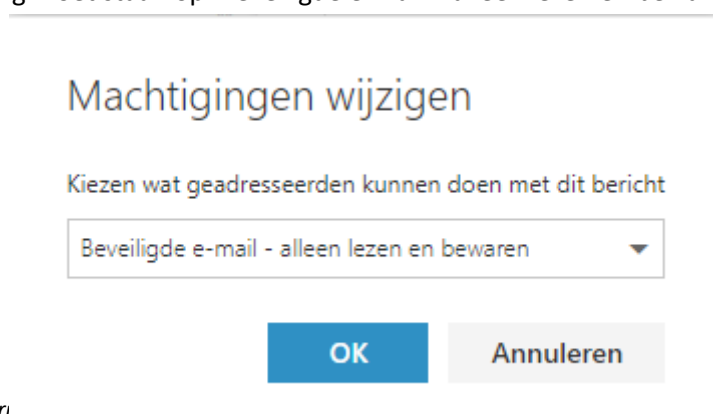 Machtigingen wijzigen
Kiezen wat geadresseerden kunnen doen met dit bericht
Beveiligde e-mail - alleen lezen en bewaren
OK Annuleren